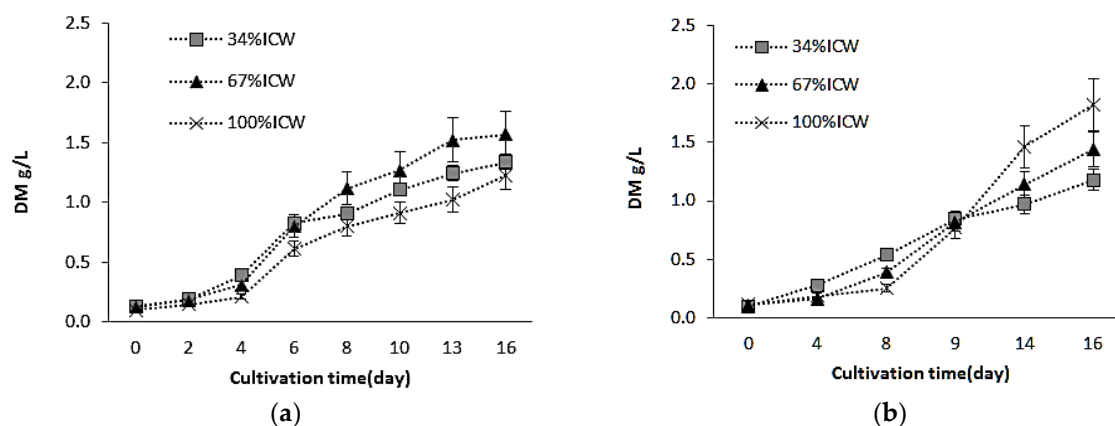 2.5
2.0
1.5
1.0
0.5
0.0
DM g/L
34%ICW
67%ICW
100%ICW
0 2 4 6 8 10 13 16
Cultivation time(day)
(a)
2.5
2.0
1.5
1.0
0.5
0.0
DM g/L
34%ICW
67%ICW
100%ICW
0 4 8 9 14 16
Cultivation time(day)
(b)